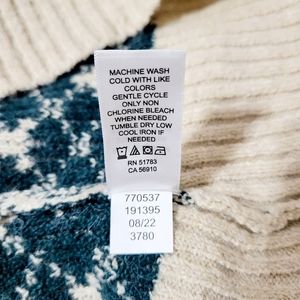 MACHINE WASH
COLD WITH LIKE
COLORS
GENTLE CYCLE
ONLY NON
CHLORINE BLEACH
WHEN NEEDED
TUMBLE DRY LOW
COOL IRON IF
NEEDED
RN 51783
CA 56910
770537
191395
08/22
3780